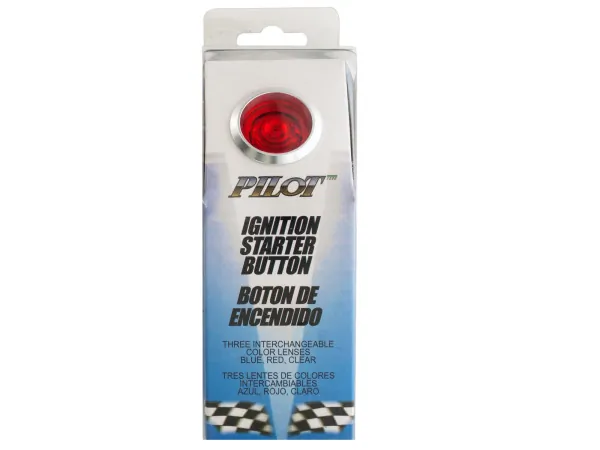 PILOT™
IGNITION
STARTER
BUTTON
BOTON DE
ENCENDIDO
THREE INTERCHANGEABLE
COLOR LENSES
BLUE, RED, CLEAR
TRES LENTES DE COLORES
INTERCAMBIABLES
AZUL, ROJO, CLARO